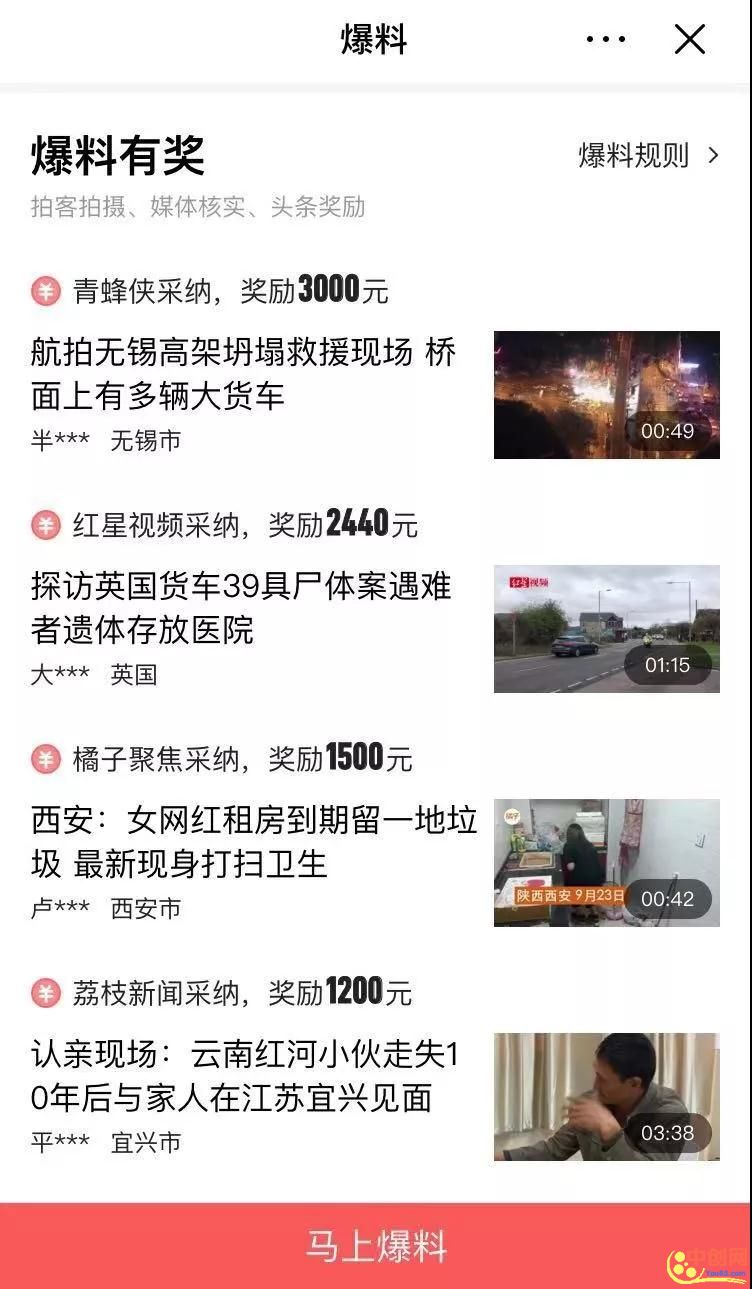 爆料
爆料有奖
爆料规则
拍客拍摄、媒体核实、头条奖励
青蜂侠采纳，奖励3000元
航拍无锡高架坍塌救援现场 桥
面上有多辆大货车
00:49
半*** 无锡市
红星视频采纳，奖励2440元
探访英国货车39具尸体案遇难
者遗体存放医院
红星视频
01:15
大*** 英国
橘子聚焦采纳，奖励1500元
西安：女网红租房到期留一地垃
圾 最新现身打扫卫生
橘子
陕西西安 9月23日
00:42
卢*** 西安市
荔枝新闻采纳，奖励1200元
认亲现场：云南红河小伙走失1
0年后与家人在江苏宜兴见面
03:38
平*** 宜兴市
马上爆料
中创网